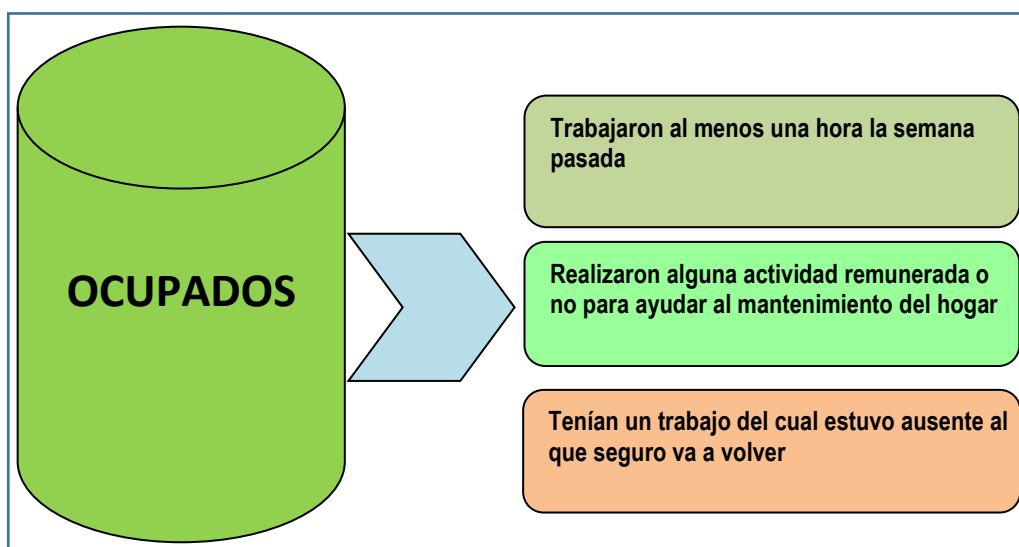 OCUPADOS
Trabajaron al menos una hora la semana
pasada
Realizaron alguna actividad remunerada o
no para ayudar al mantenimiento del hogar
Tenían un trabajo del cual estuvo ausente al
que seguro va a volver